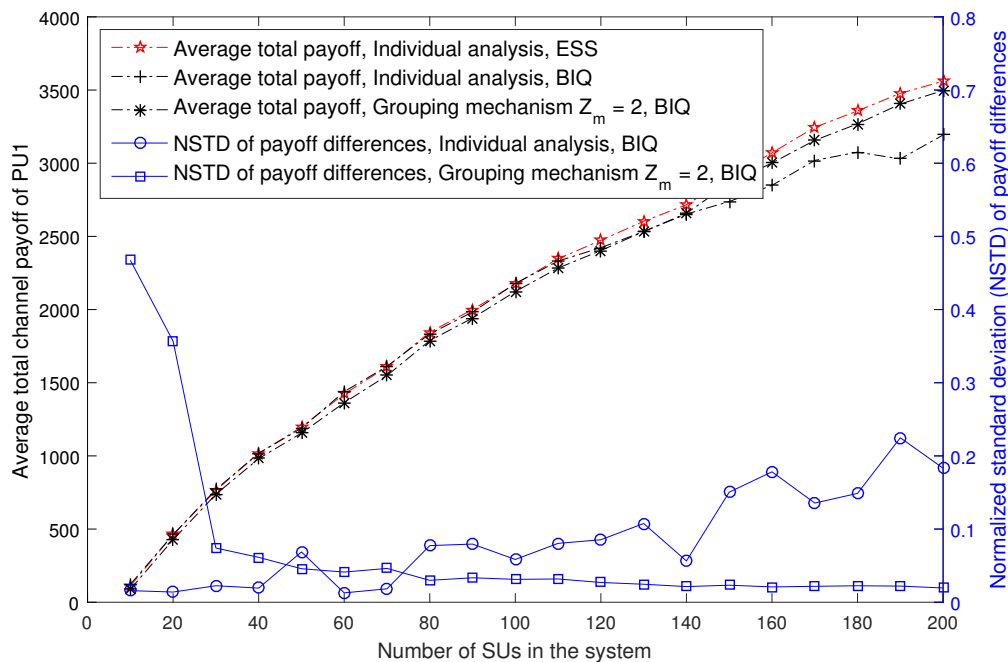 Average total channel payoff of PU1
4000
3500
3000
2500
2000
1500
1000
500
0
Average total payoff, Individual analysis, ESS
Average total payoff, Individual analysis, BIQ
Average total payoff, Grouping mechanism Z_m = 2, BIQ
NSTD of payoff differences, Individual analysis, BIQ
NSTD of payoff differences, Grouping mechanism Z_m = 2, BIQ
0.8
0.7
0.6
0.5
0.4
0.3
0.2
0.1
0
Normalized standard deviation (NSTD) of payoff differences
0 20 40 60 80 100 120 140 160 180 200
Number of SUs in the system